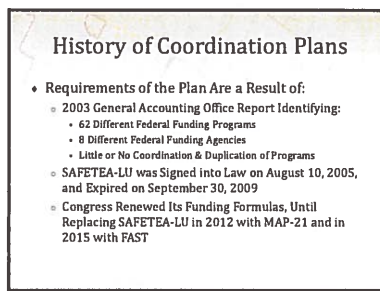 History of Coordination Plans
♦ Requirements of the Plan Are a Result of:
2003 General Accounting Office Report Identifying:
• 62 Different Federal Funding Programs
• 8 Different Federal Funding Agencies
• Little or No Coordination & Duplication of Programs
SAFETEA-LU was Signed into Law on August 10, 2005,
and Expired on September 30, 2009
Congress Renewed Its Funding Formulas, Until
Replacing SAFETEA-LU in 2012 with MAP-21 and in
2015 with FAST